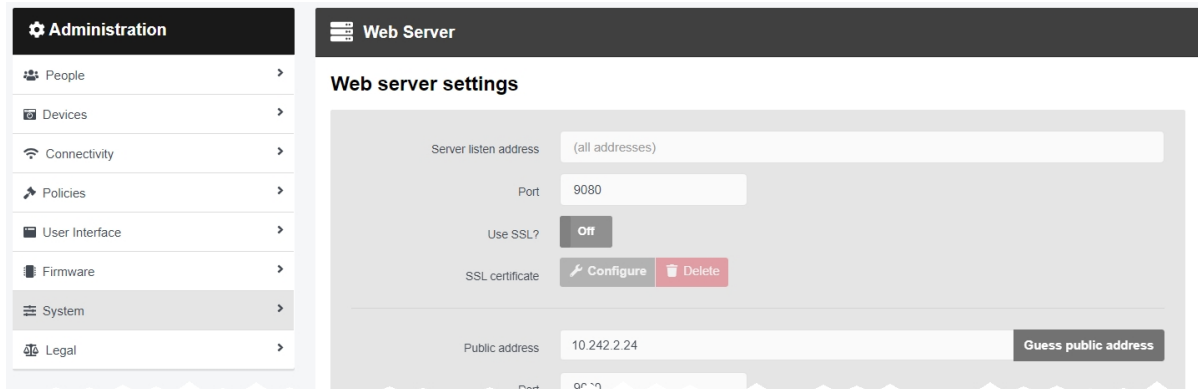 Administration
People
Devices
Connectivity
Policies
User Interface
Firmware
System
Legal
Web Server
Web server settings
Server listen address (all addresses)
Port 9080
Use SSL? Off
SSL certificate Configure Delete
Public address 10.242.2.24 Guess public address
Port